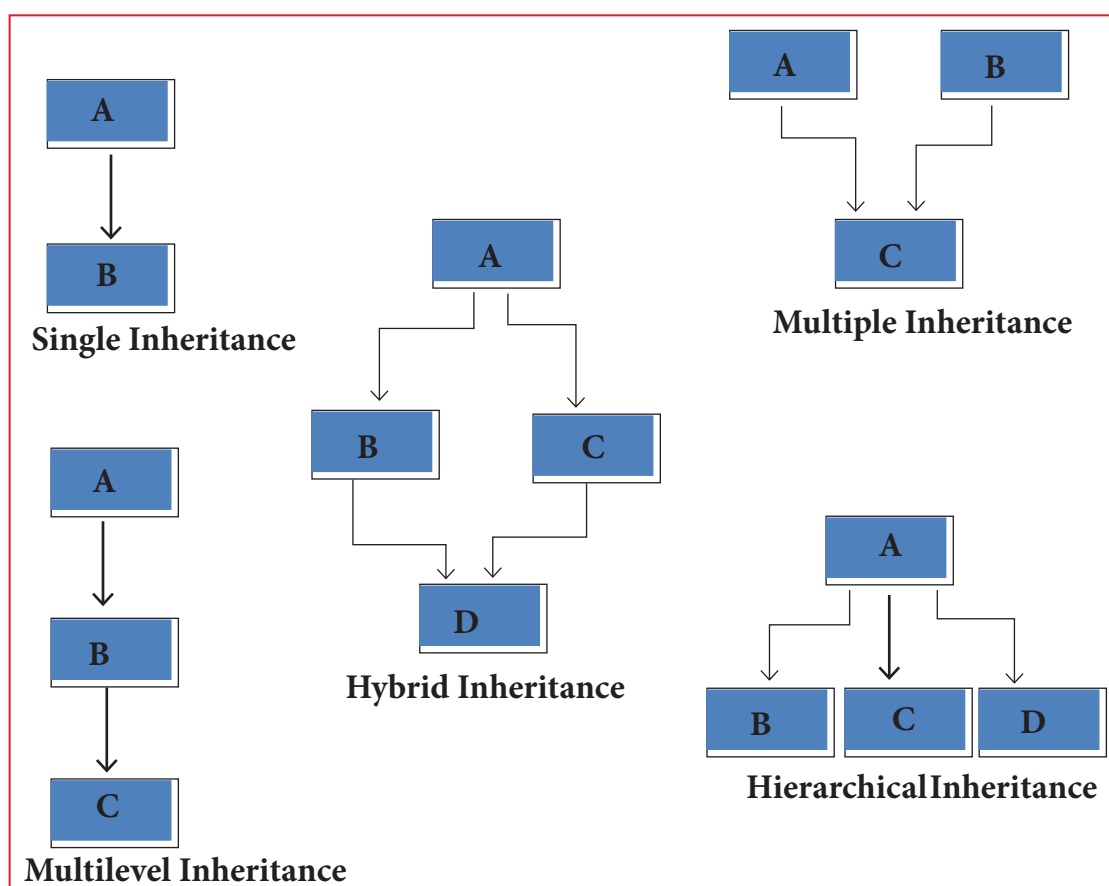 A
B
Single Inheritance
A
B
C
Multilevel Inheritance
A
B C
D
Hybrid Inheritance
A B
C
Multiple Inheritance
A
B C D
Hierarchical Inheritance